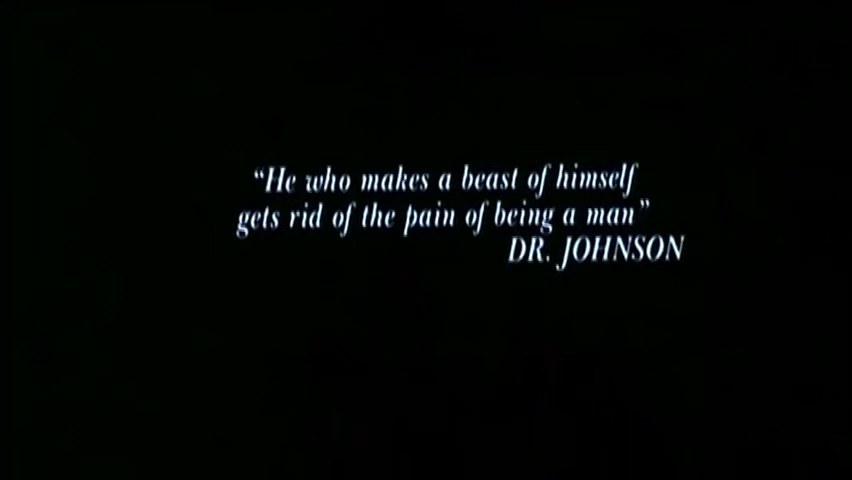 “He who makes a beast of himself
gets rid of the pain of being a man”
DR. JOHNSON